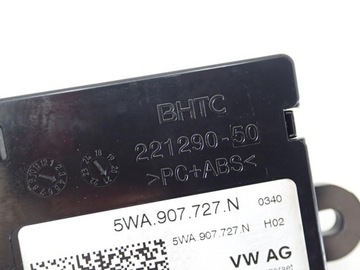 BHTC
221290-50
>PC+ABS<
5WA.907.727.N 0340
5WA.907.727.N H02
VW AG